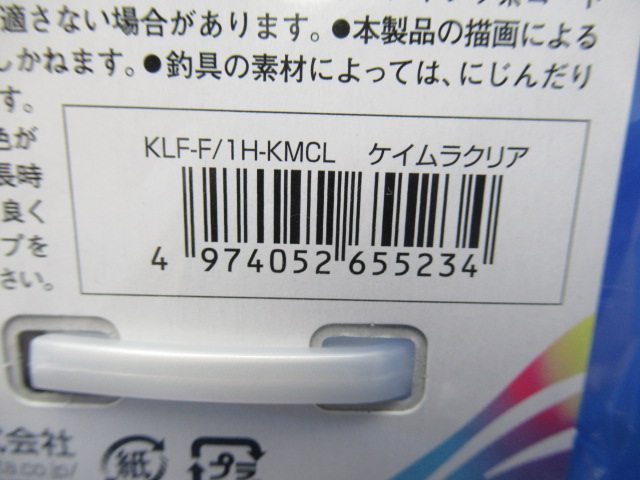 適さない場合があります。●本製品の描画による
しかねます。●釣具の素材によっては、にじんだり
す。
色が
長時
良く
プを
さい。
KLF-F/1H-KMCL ケイムラクリア
4 974052 655234
式会社
a.co.jp/
紙
プラ